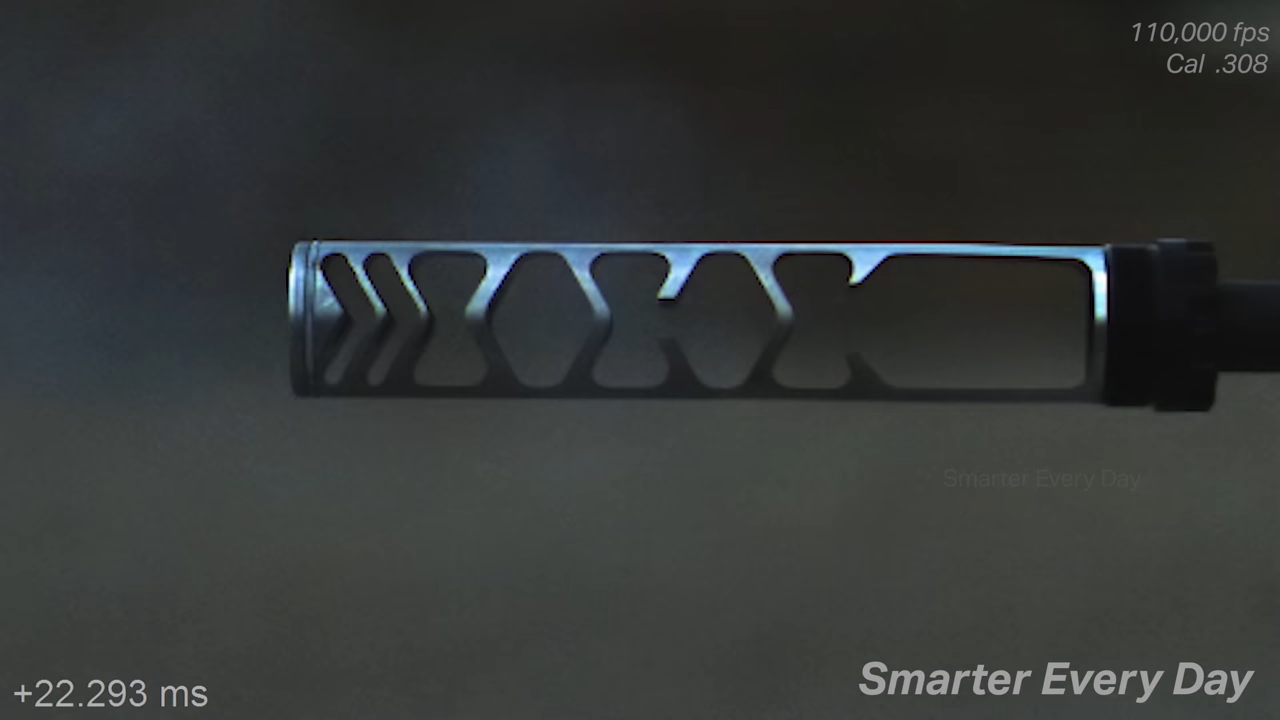 110,000 fps
Cal .308
Smarter Every Day
+22.293 ms
Smarter Every Day